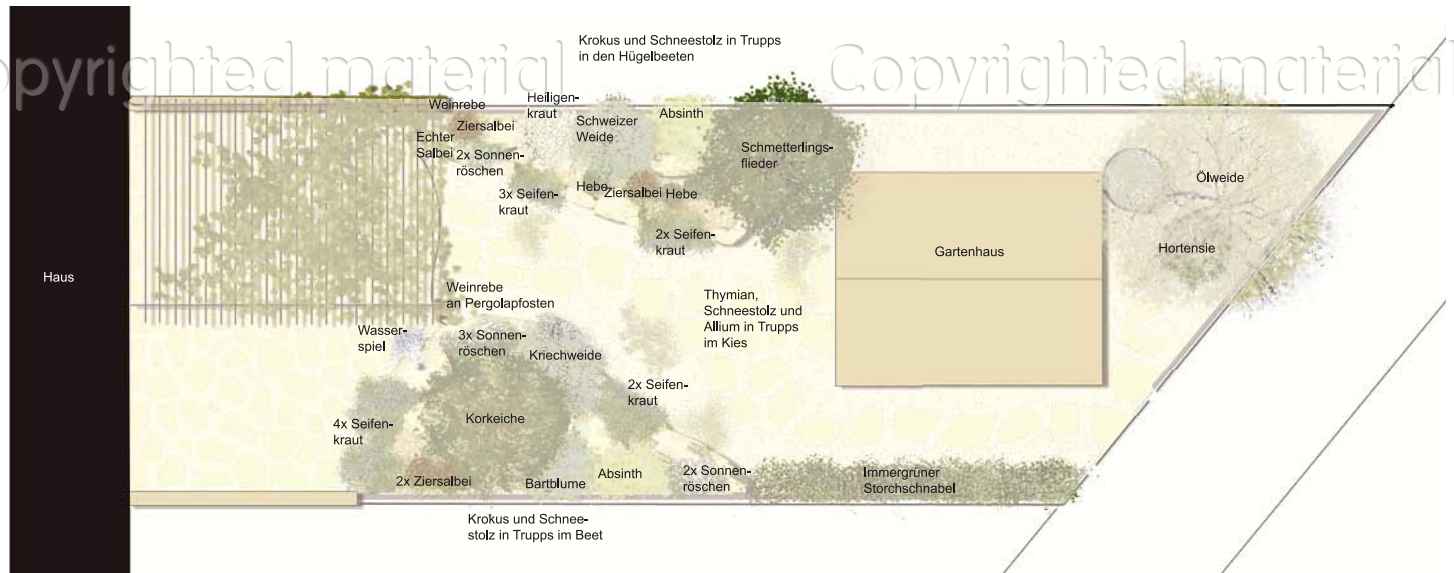 Krokus und Schneestolz in Trupps
in den Hügelbeeten
opyrighted material
Copyrighted material
Weinrebe
Heiligen-
kraut
Ziersalbei
Schweizer
Weide
Absinth
Echter
Salbei
2x Sonnen-
röschen
Schmetterlings-
flieder
3x Seifen-
kraut
Hebe
Ziersalbei
Hebe
Ölweide
2x Seifen-
kraut
Gartenhaus
Hortensie
Haus
Weinrebe
an Pergolapfosten
Thymian,
Schneestolz und
Allium in Trupps
im Kies
Wasser-
spiel
3x Sonnen-
röschen
Kriechweide
2x Seifen-
kraut
Korkeiche
4x Seifen-
kraut
2x Ziersalbei
Bartblume
Absinth
2x Sonnen-
röschen
Immergrüner
Storchschnabel
Krokus und Schnee-
stolz in Trupps im Beet